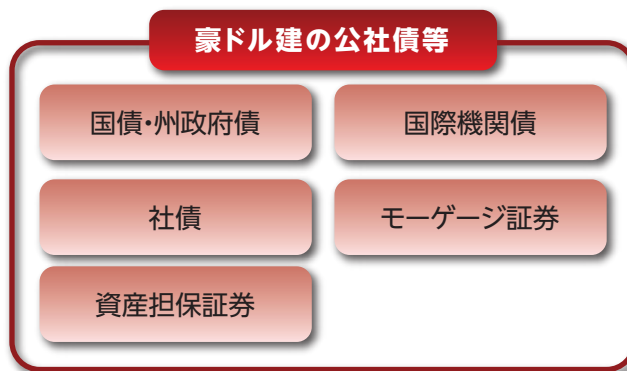 豪ドル建の公社債等
国債・州政府債
国際機関債
社債
モーゲージ証券
資産担保証券